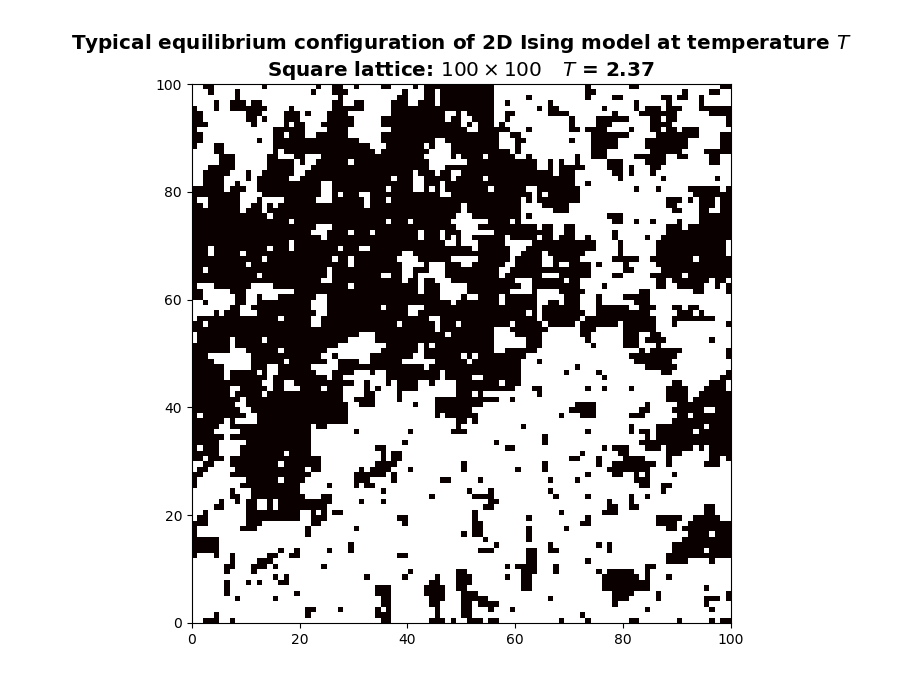 Typical equilibrium configuration of 2D Ising model at temperature T
Square lattice: 100 × 100 T = 2.37
100
80
60
40
20
0
0 20 40 60 80 100